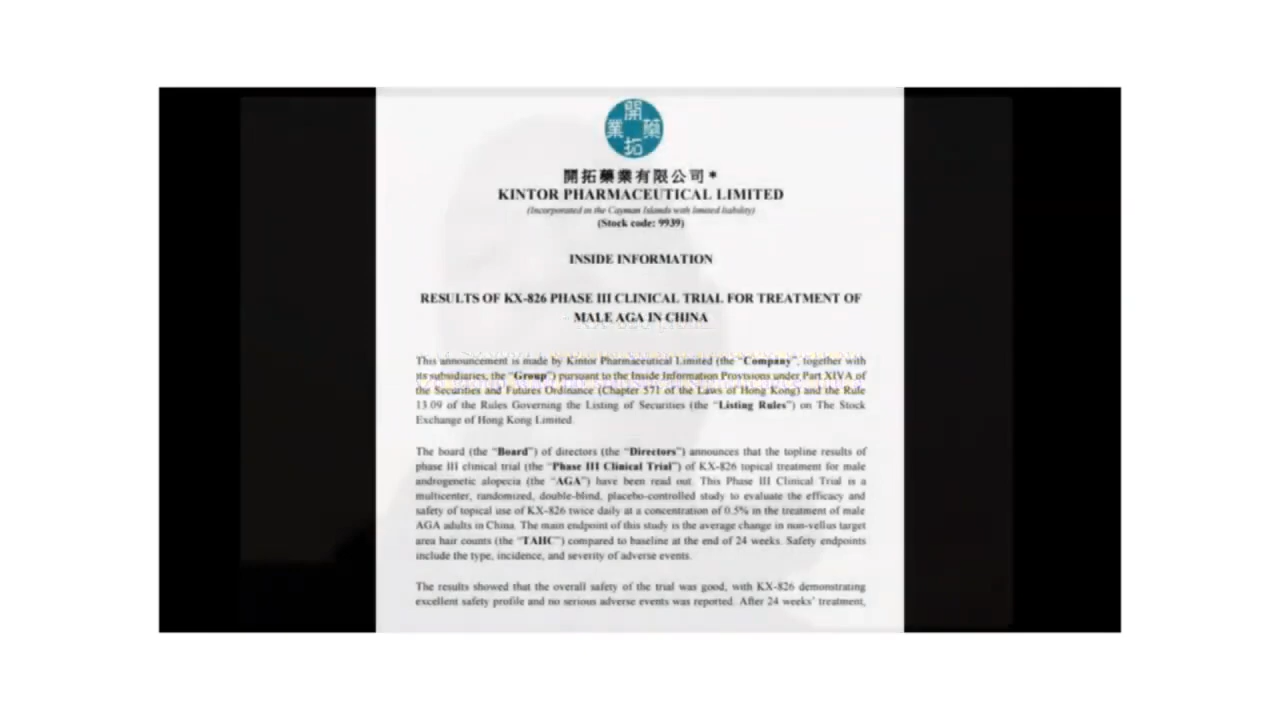 開
業 藥
拓
開拓藥業有限公司*
KINTOR PHARMACEUTICAL LIMITED
(Incorporated in the Cayman Islands with limited liability)
(Stock code: 9939)
INSIDE INFORMATION
RESULTS OF KX-826 PHASE III CLINICAL TRIAL FOR TREATMENT OF
MALE AGA IN CHINA
This announcement is made by Kintor Pharmaceutical Limited (the “Company”, together with
its subsidiaries, the “Group”) pursuant to the Inside Information Provisions under Part XIVA of
the Securities and Futures Ordinance (Chapter 571 of the Laws of Hong Kong) and the Rule
13.09 of the Rules Governing the Listing of Securities (the “Listing Rules”) on The Stock
Exchange of Hong Kong Limited.
The board (the “Board”) of directors (the “Directors”) announces that the topline results of
phase III clinical trial (the “Phase III Clinical Trial”) of KX-826 topical treatment for male
androgenetic alopecia (the “AGA”) have been read out. This Phase III Clinical Trial is a
multicenter, randomized, double-blind, placebo-controlled study to evaluate the efficacy and
safety of topical use of KX-826 twice daily at a concentration of 0.5% in the treatment of male
AGA adults in China. The main endpoint of this study is the average change in non-vellus target
area hair counts (the “TAHC”) compared to baseline at the end of 24 weeks. Safety endpoints
include the type, incidence, and severity of adverse events.
The results showed that the overall safety of the trial was good, with KX-826 demonstrating
excellent safety profile and no serious adverse events was reported. After 24 weeks’ treatment,